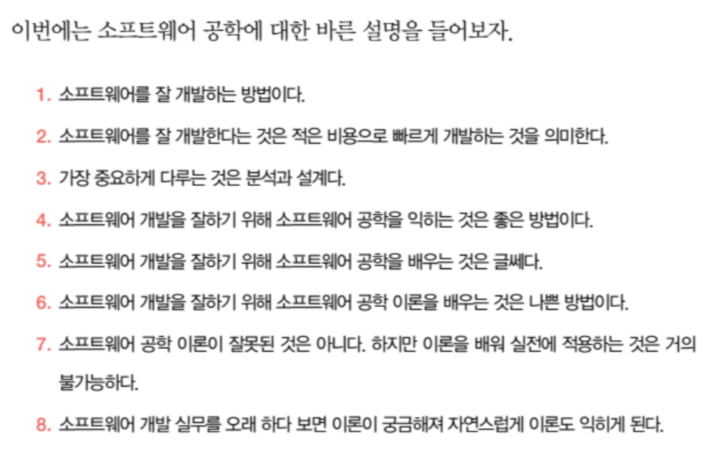 이번에는 소프트웨어 공학에 대한 바른 설명을 들어보자.
1. 소프트웨어를 잘 개발하는 방법이다.
2. 소프트웨어를 잘 개발한다는 것은 적은 비용으로 빠르게 개발하는 것을 의미한다.
3. 가장 중요하게 다루는 것은 분석과 설계다.
4. 소프트웨어 개발을 잘하기 위해 소프트웨어 공학을 익히는 것은 좋은 방법이다.
5. 소프트웨어 개발을 잘하기 위해 소프트웨어 공학을 배우는 것은 글쎄다.
6. 소프트웨어 개발을 잘하기 위해 소프트웨어 공학 이론을 배우는 것은 나쁜 방법이다.
7. 소프트웨어 공학 이론이 잘못된 것은 아니다. 하지만 이론을 배워 실전에 적용하는 것은 거의
불가능하다.
8. 소프트웨어 개발 실무를 오래 하다 보면 이론이 궁금해져 자연스럽게 이론도 익히게 된다.